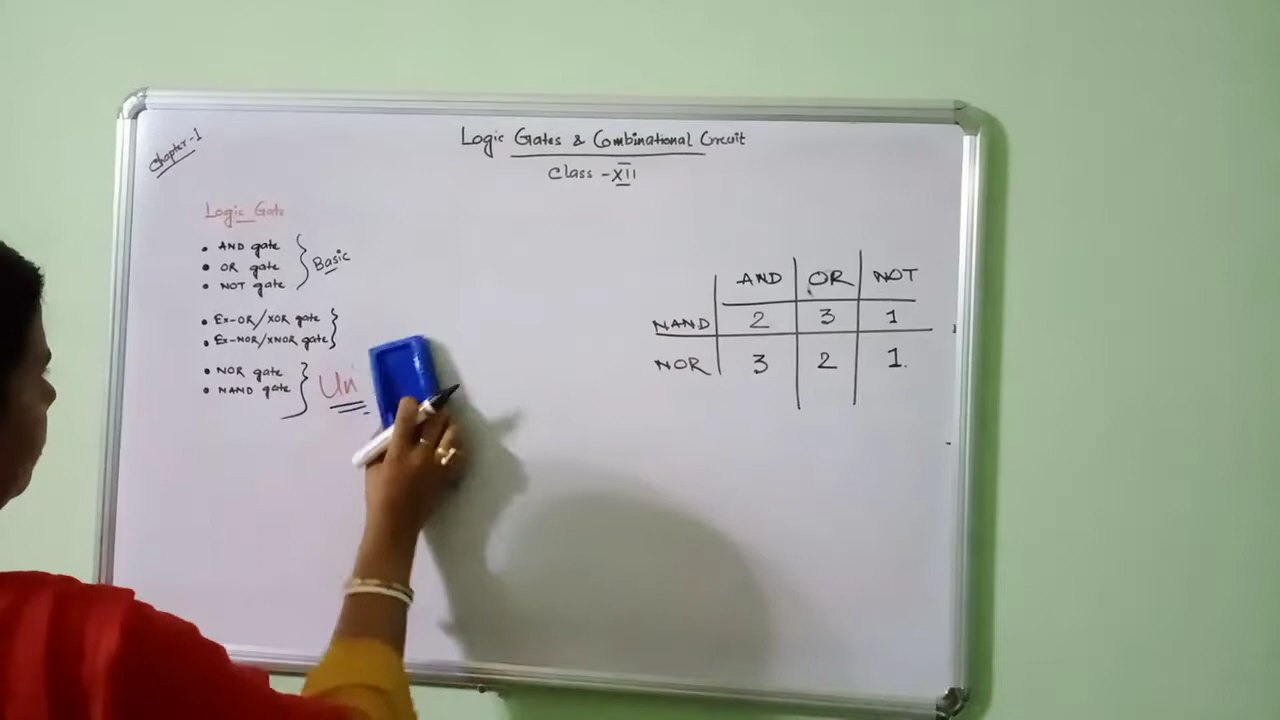 Chapter-1
Logic Gates & Combinational Circuit
Class -XII
Logic Gate
• AND gate
• OR gate
• NOT gate
Basic
• Ex-OR/XOR gate
• Ex-NOR/XNOR gate
• NOR gate
• NAND gate
Uni
AND OR NOT
NAND 2 3 1
NOR 3 2 1